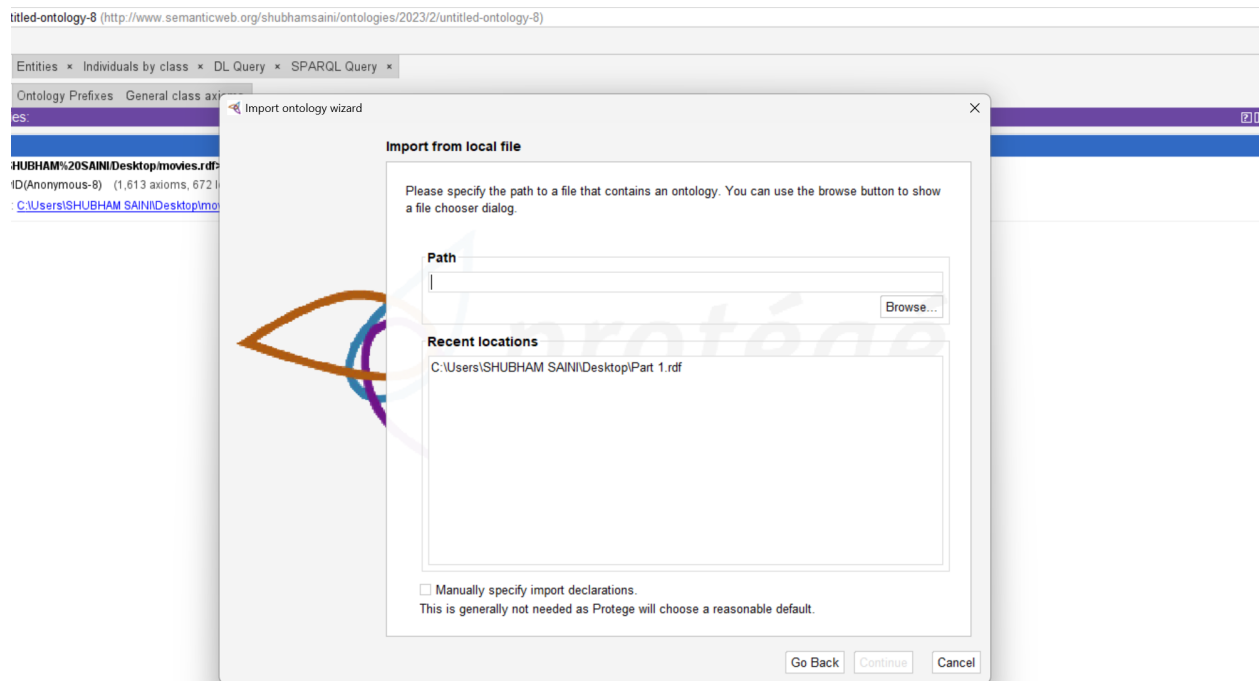 titled-ontology-8 (http://www.semanticweb.org/shubhamsaini/ontologies/2023/2/untitled-ontology-8)
Entities × Individuals by class × DL Query × SPARQL Query ×
Ontology Prefixes General class axioms
es:
Import ontology wizard
Import from local file
SHUBHAM%20SAINI/Desktop/movies.rdf>
ID(Anonymous-8) (1,613 axioms, 672 l
: C:\Users\SHUBHAM SAINI\Desktop\mov
Please specify the path to a file that contains an ontology. You can use the browse button to show
a file chooser dialog.
Path
Browse...
protégé
Recent locations
C:\Users\SHUBHAM SAINI\Desktop\Part 1.rdf
Manually specify import declarations.
This is generally not needed as Protege will choose a reasonable default.
Go Back Continue Cancel